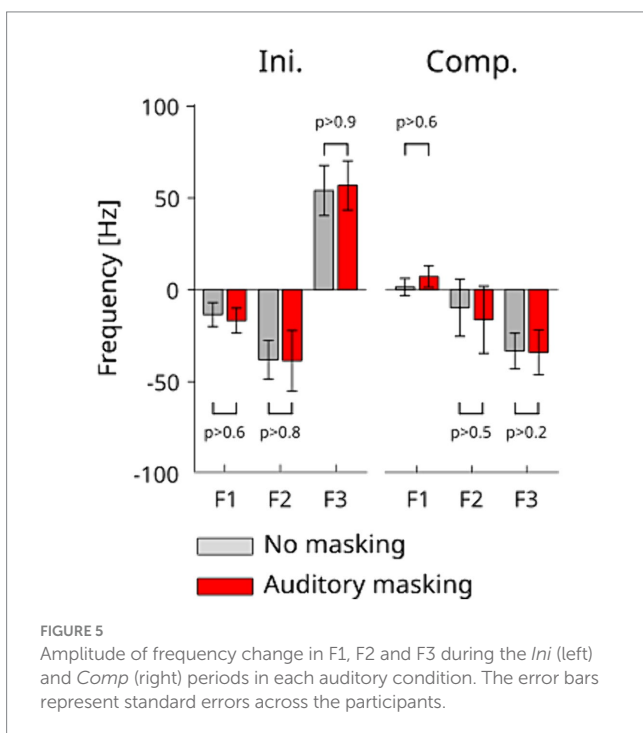 Ini.
Comp.
Frequency [Hz]
100
50
0
-50
-100
p>0.9
p>0.6
p>0.6
p>0.8
p>0.5
p>0.2
F1
F2
F3
F1
F2
F3
No masking
Auditory masking
FIGURE 5
Amplitude of frequency change in F1, F2 and F3 during the Ini (left)
and Comp (right) periods in each auditory condition. The error bars
represent standard errors across the participants.